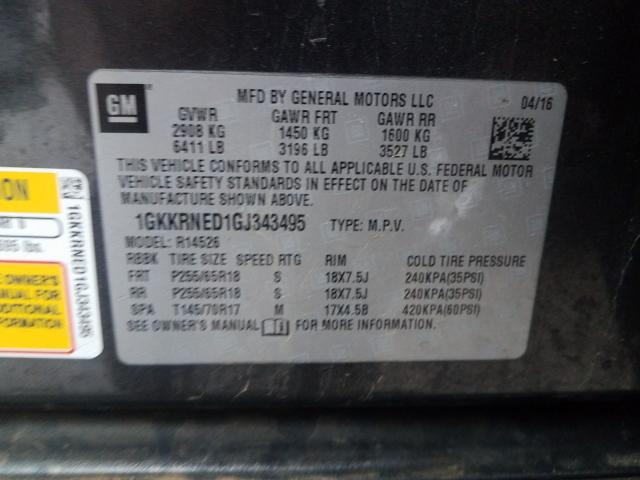 GM
MFD BY GENERAL MOTORS LLC 04/16
GVWR GAWR FRT GAWR RR
2908 KG 1450 KG 1600 KG
6411 LB 3196 LB 3527 LB
THIS VEHICLE CONFORMS TO ALL APPLICABLE U.S. FEDERAL MOTOR
VEHICLE SAFETY STANDARDS IN EFFECT ON THE DATE OF
MANUFACTURE SHOWN ABOVE.
1GKKRNED1GJ343495 TYPE: M.P.V.
MODEL: R14526
RBBK TIRE SIZE SPEED RTG RIM COLD TIRE PRESSURE
FRT P255/65R18 S 18X7.5J 240KPA(35PSI)
RR P255/65R18 S 18X7.5J 240KPA(35PSI)
SPA T145/70R17 M 17X4.5B 420KPA(60PSI)
SEE OWNER'S MANUAL FOR MORE INFORMATION.
lbs.
OWNER'S
FOR
1GKKRNED1GJ343495